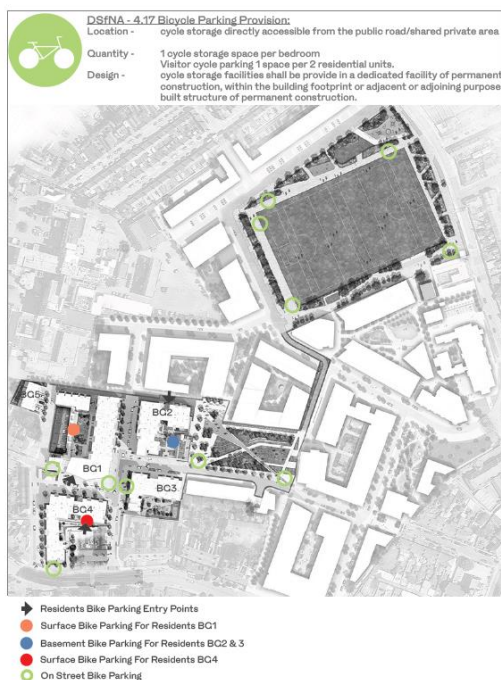 DSfNA - 4.17 Bicycle Parking Provision:
Location - cycle storage directly accessible from the public road/shared private area
Quantity - 1 cycle storage space per bedroom
Visitor cycle parking 1 space per 2 residential units.
Design - cycle storage facilities shall be provide in a dedicated facility of permanent
construction, within the building footprint or adjacent or adjoining purpose
built structure of permanent construction.
BG5
BG2
BG1
BG3
BG4
Residents Bike Parking Entry Points
Surface Bike Parking For Residents BG1
Basement Bike Parking For Residents BG2 & 3
Surface Bike Parking For Residents BG4
On Street Bike Parking